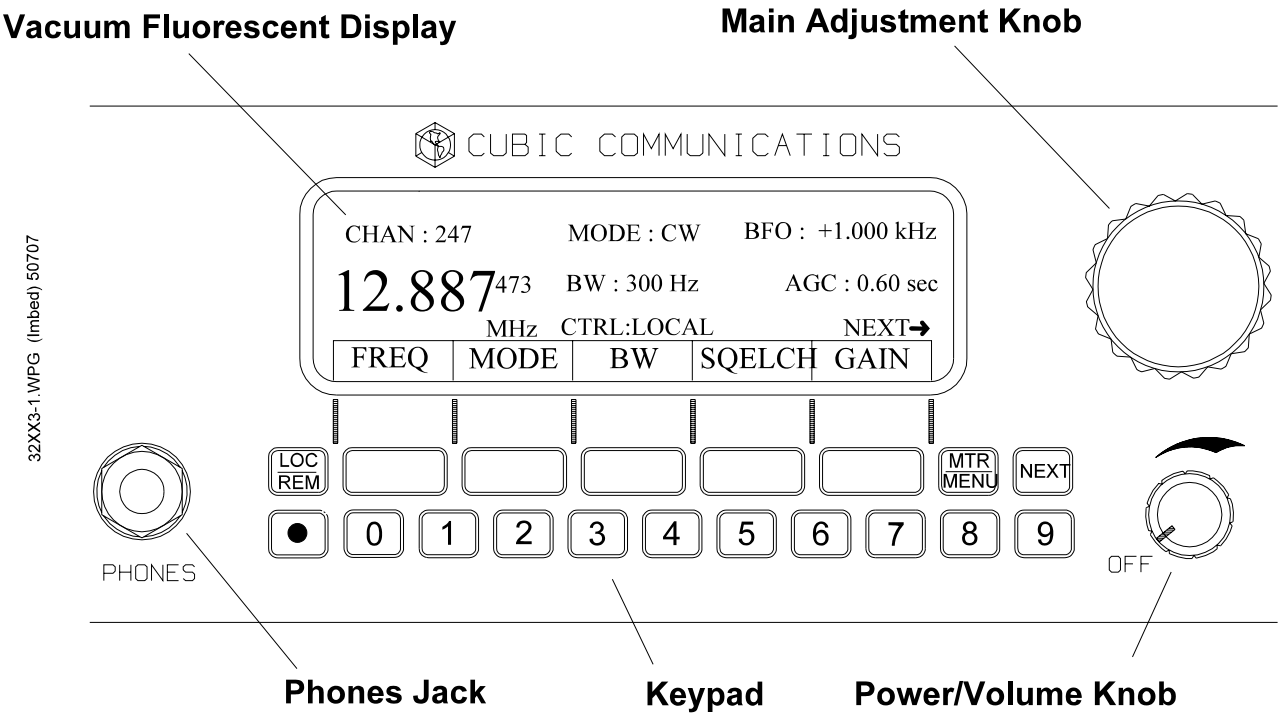 Vacuum Fluorescent Display
Main Adjustment Knob
CUBIC COMMUNICATIONS
CHAN : 247 MODE : CW BFO : +1.000 kHz
12.887473 BW : 300 Hz AGC : 0.60 sec
MHz CTRL:LOCAL NEXT➔
FREQ MODE BW SQELCH GAIN
32XX3-1.WPG (Imbed) 50707
LOC
REM
MTR
MENU
NEXT
0 1 2 3 4 5 6 7 8 9
PHONES
OFF
Phones Jack
Keypad
Power/Volume Knob